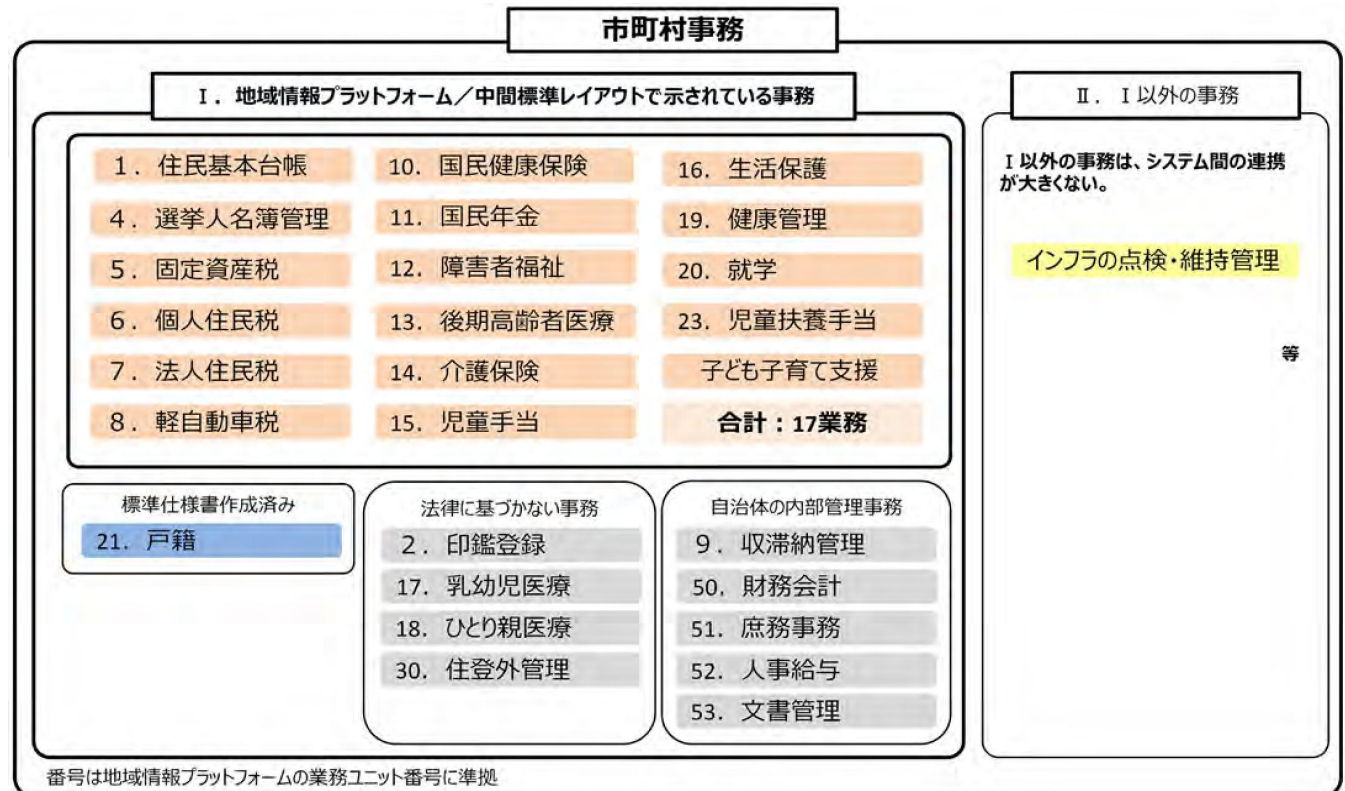 市町村事務
Ⅰ．地域情報プラットフォーム／中間標準レイアウトで示されている事務
1．住民基本台帳
4．選挙人名簿管理
5．固定資産税
6．個人住民税
7．法人住民税
8．軽自動車税
10．国民健康保険
11．国民年金
12．障害者福祉
13．後期高齢者医療
14．介護保険
15．児童手当
16．生活保護
19．健康管理
20．就学
23．児童扶養手当
子ども子育て支援
合計：17業務
標準仕様書作成済み
21．戸籍
法律に基づかない事務
2．印鑑登録
17．乳幼児医療
18．ひとり親医療
30．住登外管理
自治体の内部管理事務
9．収滞納管理
50．財務会計
51．庶務事務
52．人事給与
53．文書管理
Ⅱ．Ⅰ以外の事務
Ⅰ以外の事務は、システム間の連携
が大きくない。
インフラの点検・維持管理
等
番号は地域情報プラットフォームの業務ユニット番号に準拠